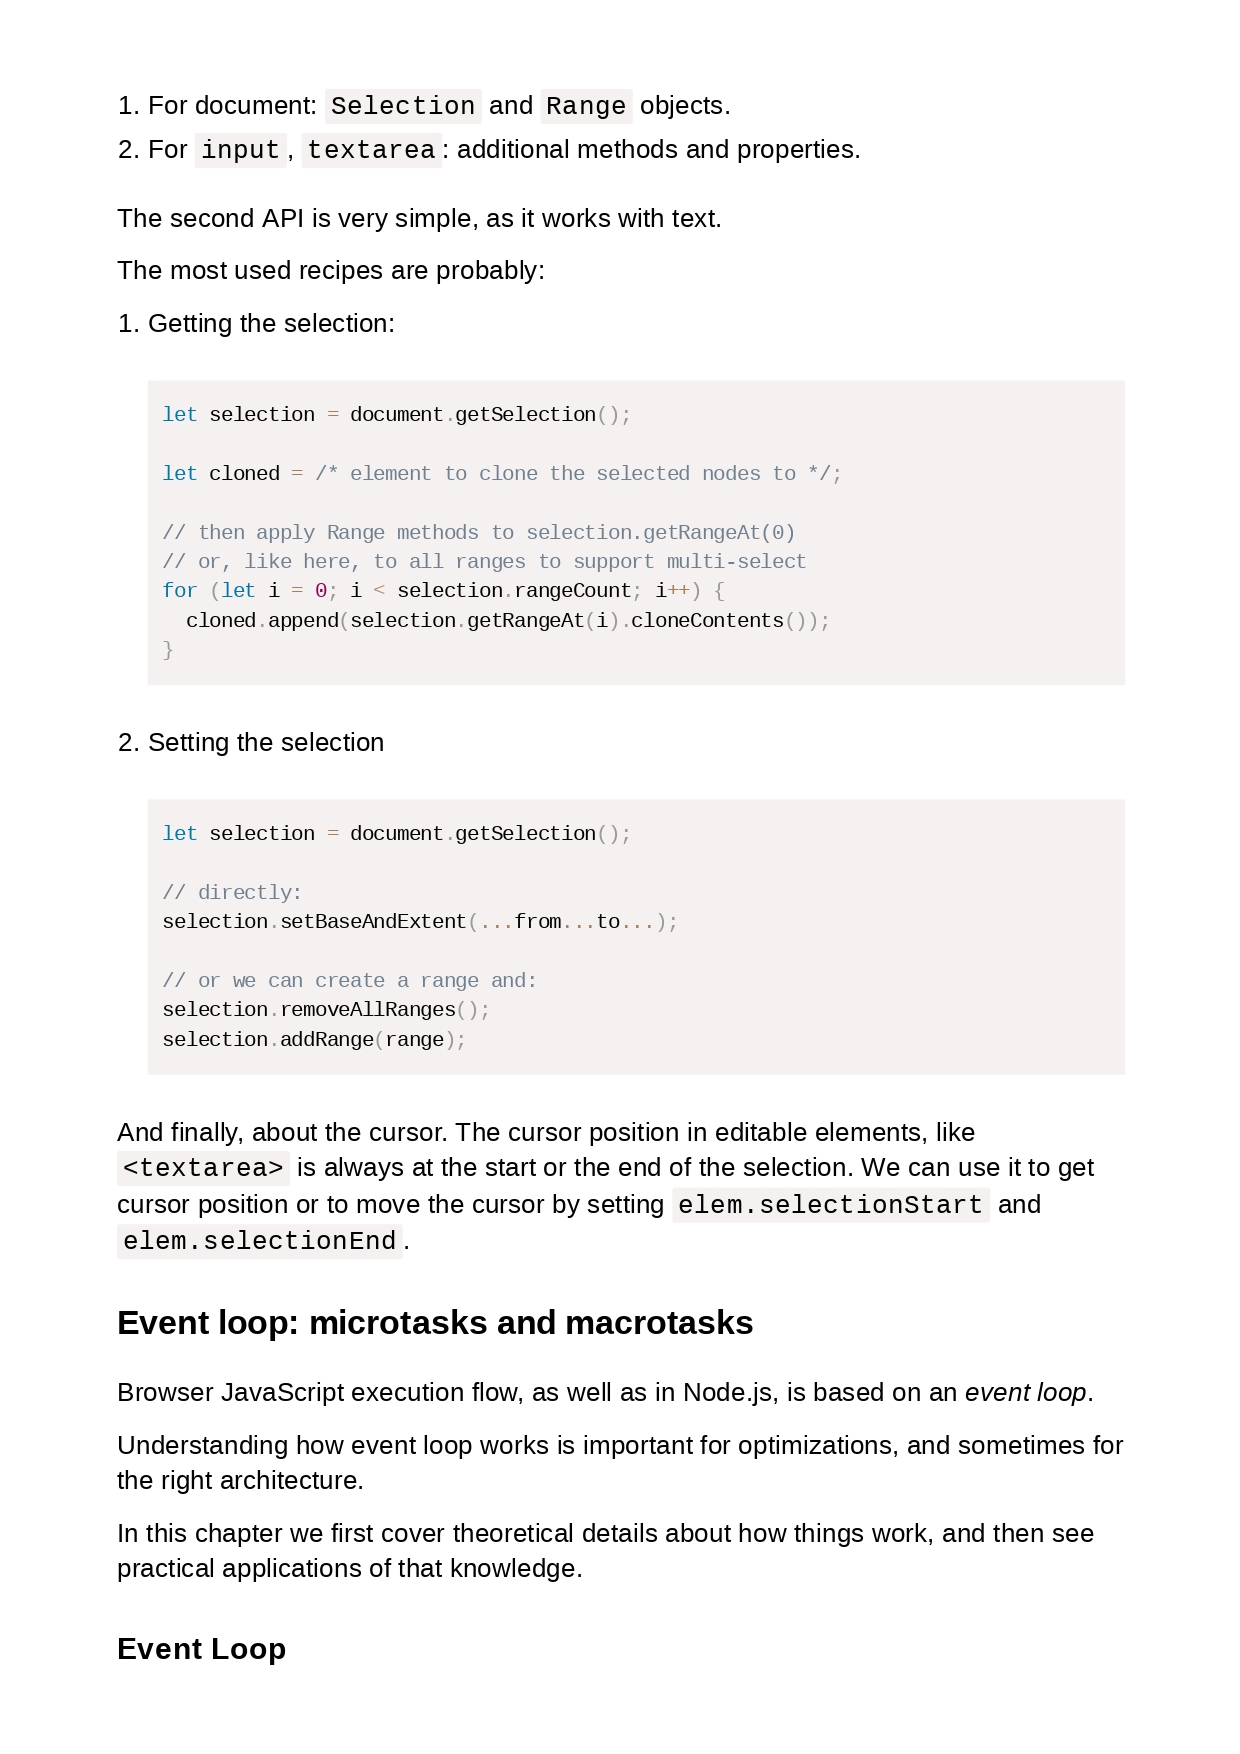 1. For document: Selection and Range objects.
2. For input, textarea: additional methods and properties.
The second API is very simple, as it works with text.
The most used recipes are probably:
1. Getting the selection:
let selection = document.getSelection();
let cloned = /* element to clone the selected nodes to */;
// then apply Range methods to selection.getRangeAt(0)
// or, like here, to all ranges to support multi-select
for (let i = 0; i < selection.rangeCount; i++) {
  cloned.append(selection.getRangeAt(i).cloneContents());
}
2. Setting the selection
let selection = document.getSelection();
// directly:
selection.setBaseAndExtent(...from...to...);
// or we can create a range and:
selection.removeAllRanges();
selection.addRange(range);
And finally, about the cursor. The cursor position in editable elements, like
<textarea> is always at the start or the end of the selection. We can use it to get
cursor position or to move the cursor by setting elem.selectionStart and
elem.selectionEnd.
Event loop: microtasks and macrotasks
Browser JavaScript execution flow, as well as in Node.js, is based on an event loop.
Understanding how event loop works is important for optimizations, and sometimes for
the right architecture.
In this chapter we first cover theoretical details about how things work, and then see
practical applications of that knowledge.
Event Loop